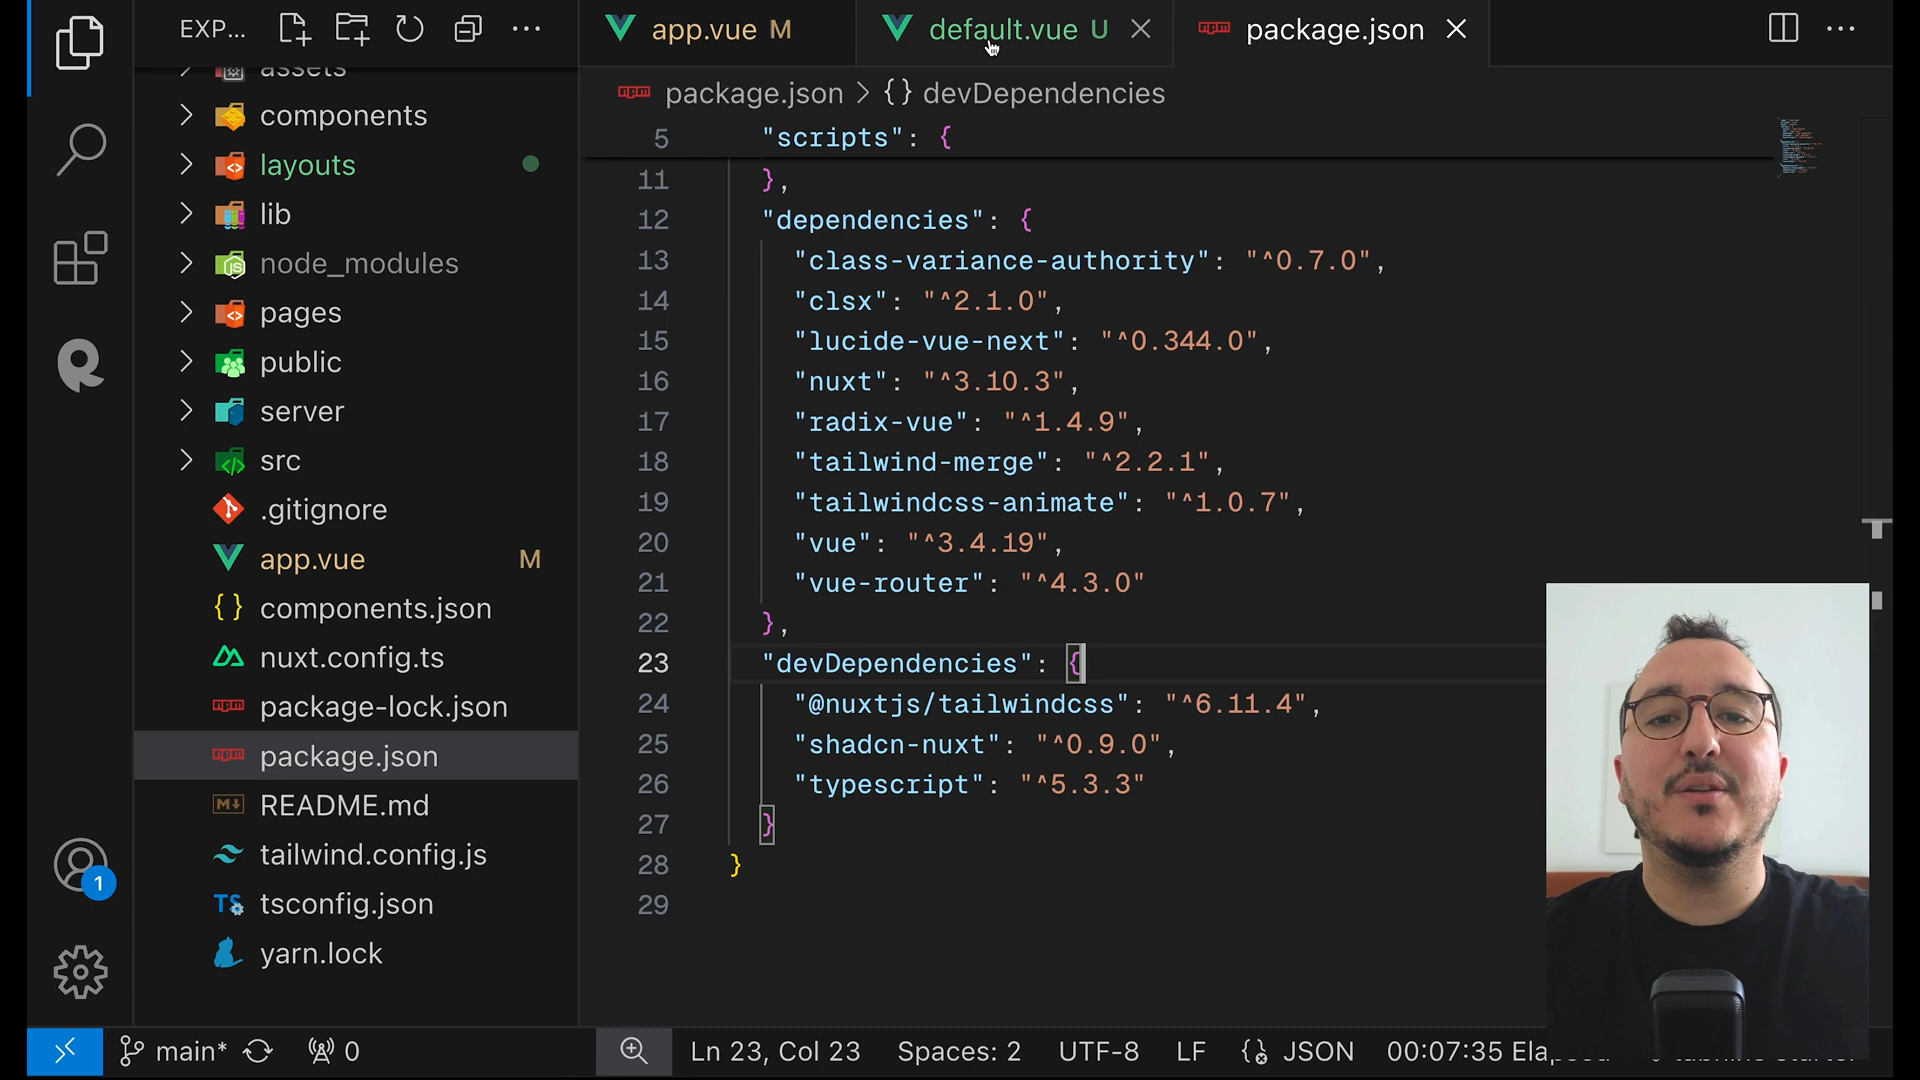 EXP...
assets
components
layouts
lib
node_modules
pages
public
server
src
.gitignore
app.vue M
components.json
nuxt.config.ts
package-lock.json
package.json
README.md
tailwind.config.js
tsconfig.json
yarn.lock
1
app.vue M
default.vue U
package.json
package.json > {} devDependencies
5 "scripts": {
11 },
12 "dependencies": {
13 "class-variance-authority": "^0.7.0",
14 "clsx": "^2.1.0",
15 "lucide-vue-next": "^0.344.0",
16 "nuxt": "^3.10.3",
17 "radix-vue": "^1.4.9",
18 "tailwind-merge": "^2.2.1",
19 "tailwindcss-animate": "^1.0.7",
20 "vue": "^3.4.19",
21 "vue-router": "^4.3.0"
22 },
23 "devDependencies": {
24 "@nuxtjs/tailwindcss": "^6.11.4",
25 "shadcn-nuxt": "^0.9.0",
26 "typescript": "^5.3.3"
27 }
28 }
29
main* 0 Ln 23, Col 23 Spaces: 2 UTF-8 LF JSON 00:07:35